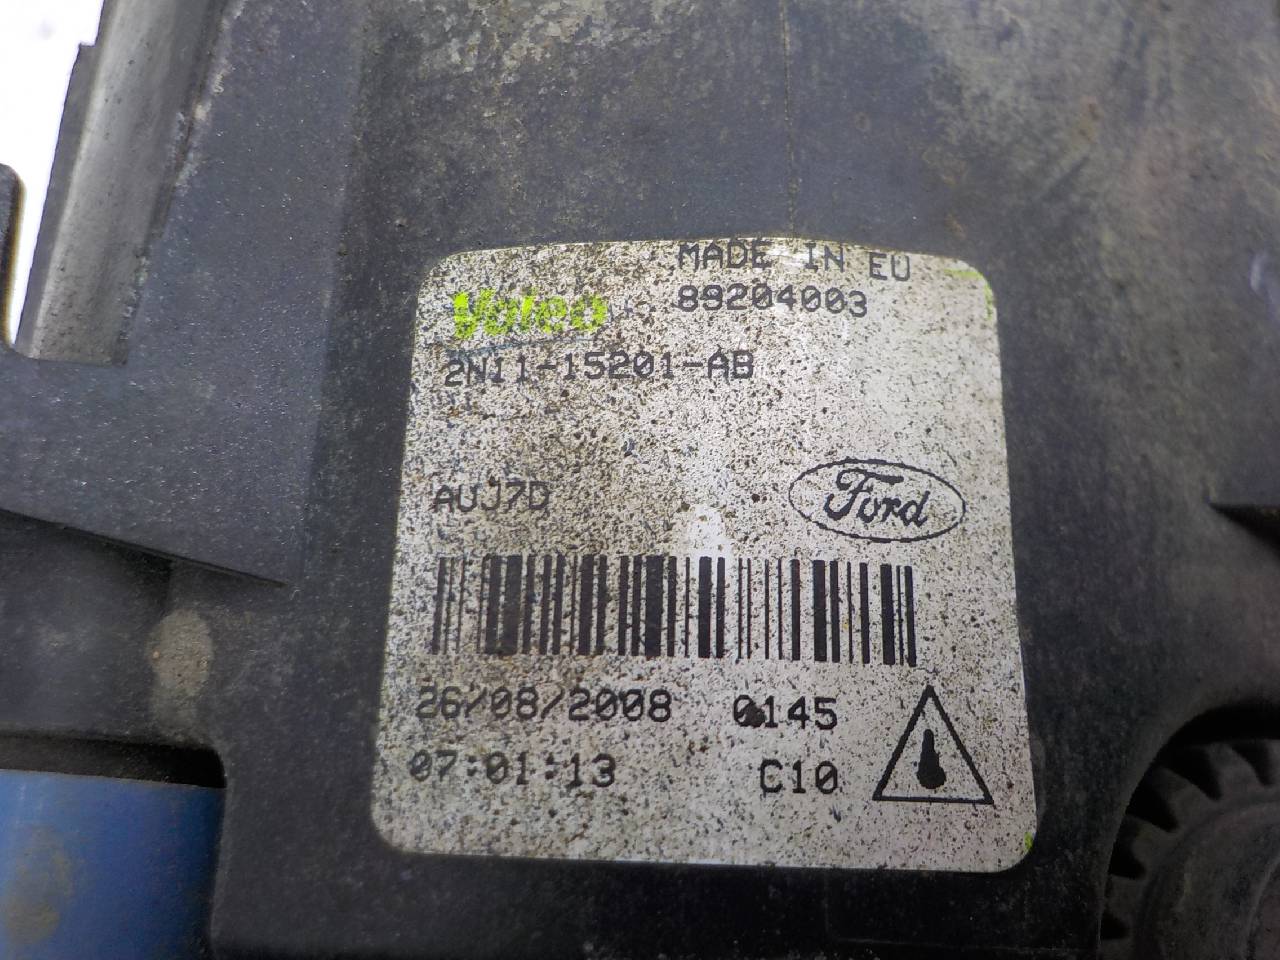 MADE IN EU
Valeo 89204003
2N11-15201-AB
AUJ7D
Ford
26/08/2008 0145
07:01:13 C10